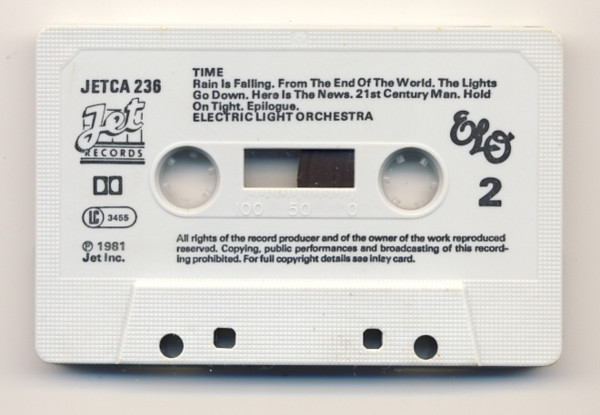 JETCA 236
TIME
Rain Is Falling. From The End Of The World. The Lights
Go Down. Here Is The News. 21st Century Man. Hold
On Tight. Epilogue.
ELECTRIC LIGHT ORCHESTRA
Jet
RECORDS
ELO
2
LC 3455
100 50 0
℗ 1981
Jet Inc.
All rights of the record producer and of the owner of the work reproduced
reserved. Copying, public performances and broadcasting of this record-
ing prohibited. For full copyright details see inlay card.